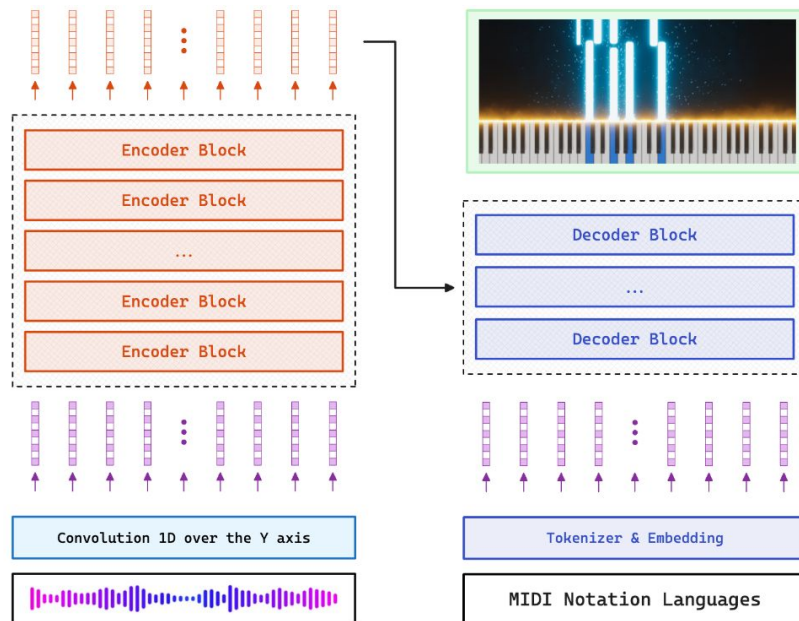 Encoder Block
Encoder Block
...
Encoder Block
Encoder Block
Convolution 1D over the Y axis
Decoder Block
...
Decoder Block
Tokenizer & Embedding
MIDI Notation Languages